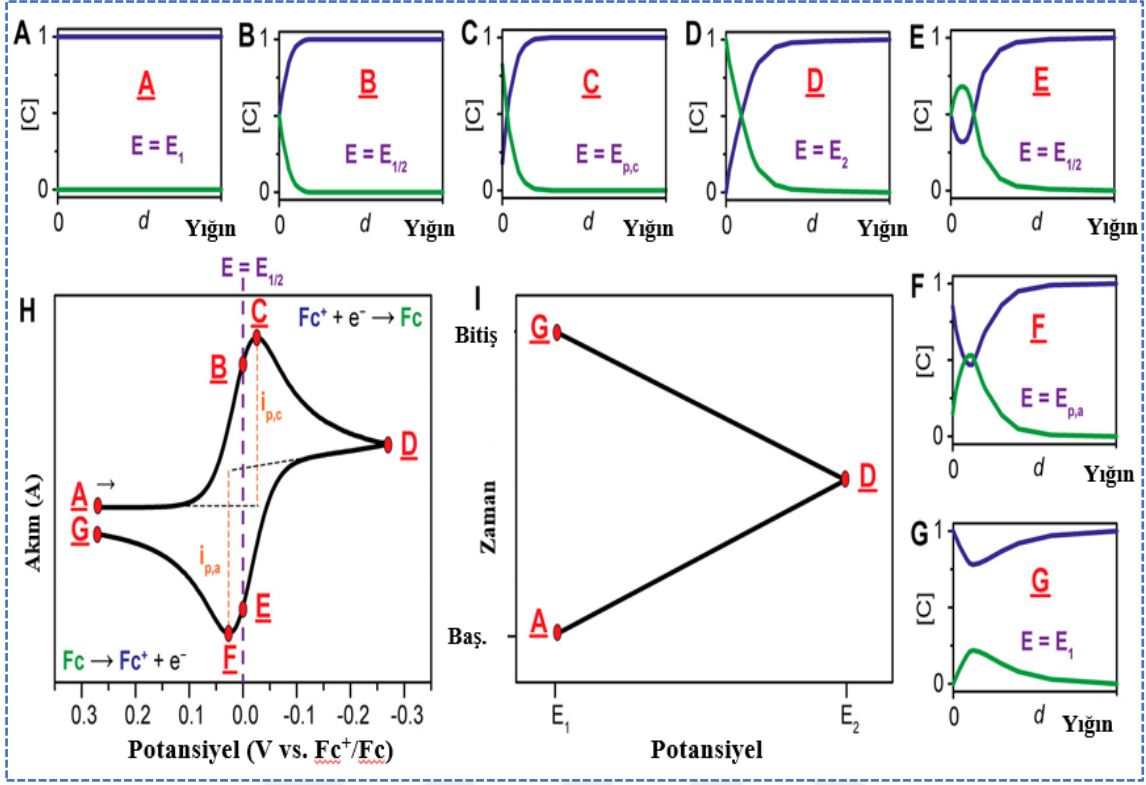 A
1
[C]
0
A
E = E1
0 d Yığın
B
1
0
B
E = E1/2
0 d Yığın
C
1
[C]
0
C
E = Ep,c
0 d Yığın
D
1
[C]
0
D
E = E2
0 d Yığın
E
1
[C]
0
E
E = E1/2
0 d Yığın
H
E = E1/2
C
Fc+ + e− → Fc
B
ip,c
D
A →
G
ip,a
E
F
Fc → Fc+ + e−
Akım (A)
0.3 0.2 0.1 0.0 -0.1 -0.2 -0.3
Potansiyel (V vs. Fc+/Fc)
I
Bitiş
G
D
Zaman
A
Baş.
E1 E2
Potansiyel
F
1
[C]
0
F
E = Ep,a
0 d Yığın
G
1
[C]
0
G
E = E1
0 d Yığın